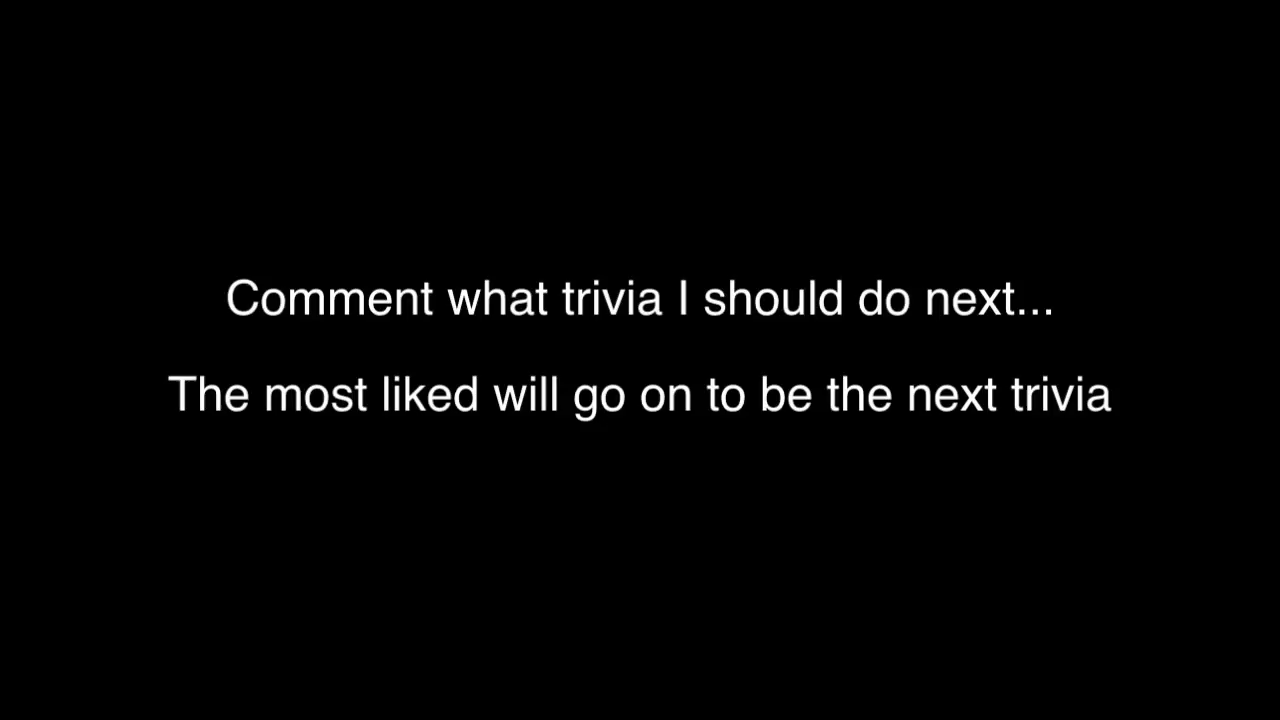 Comment what trivia I should do next...
The most liked will go on to be the next trivia